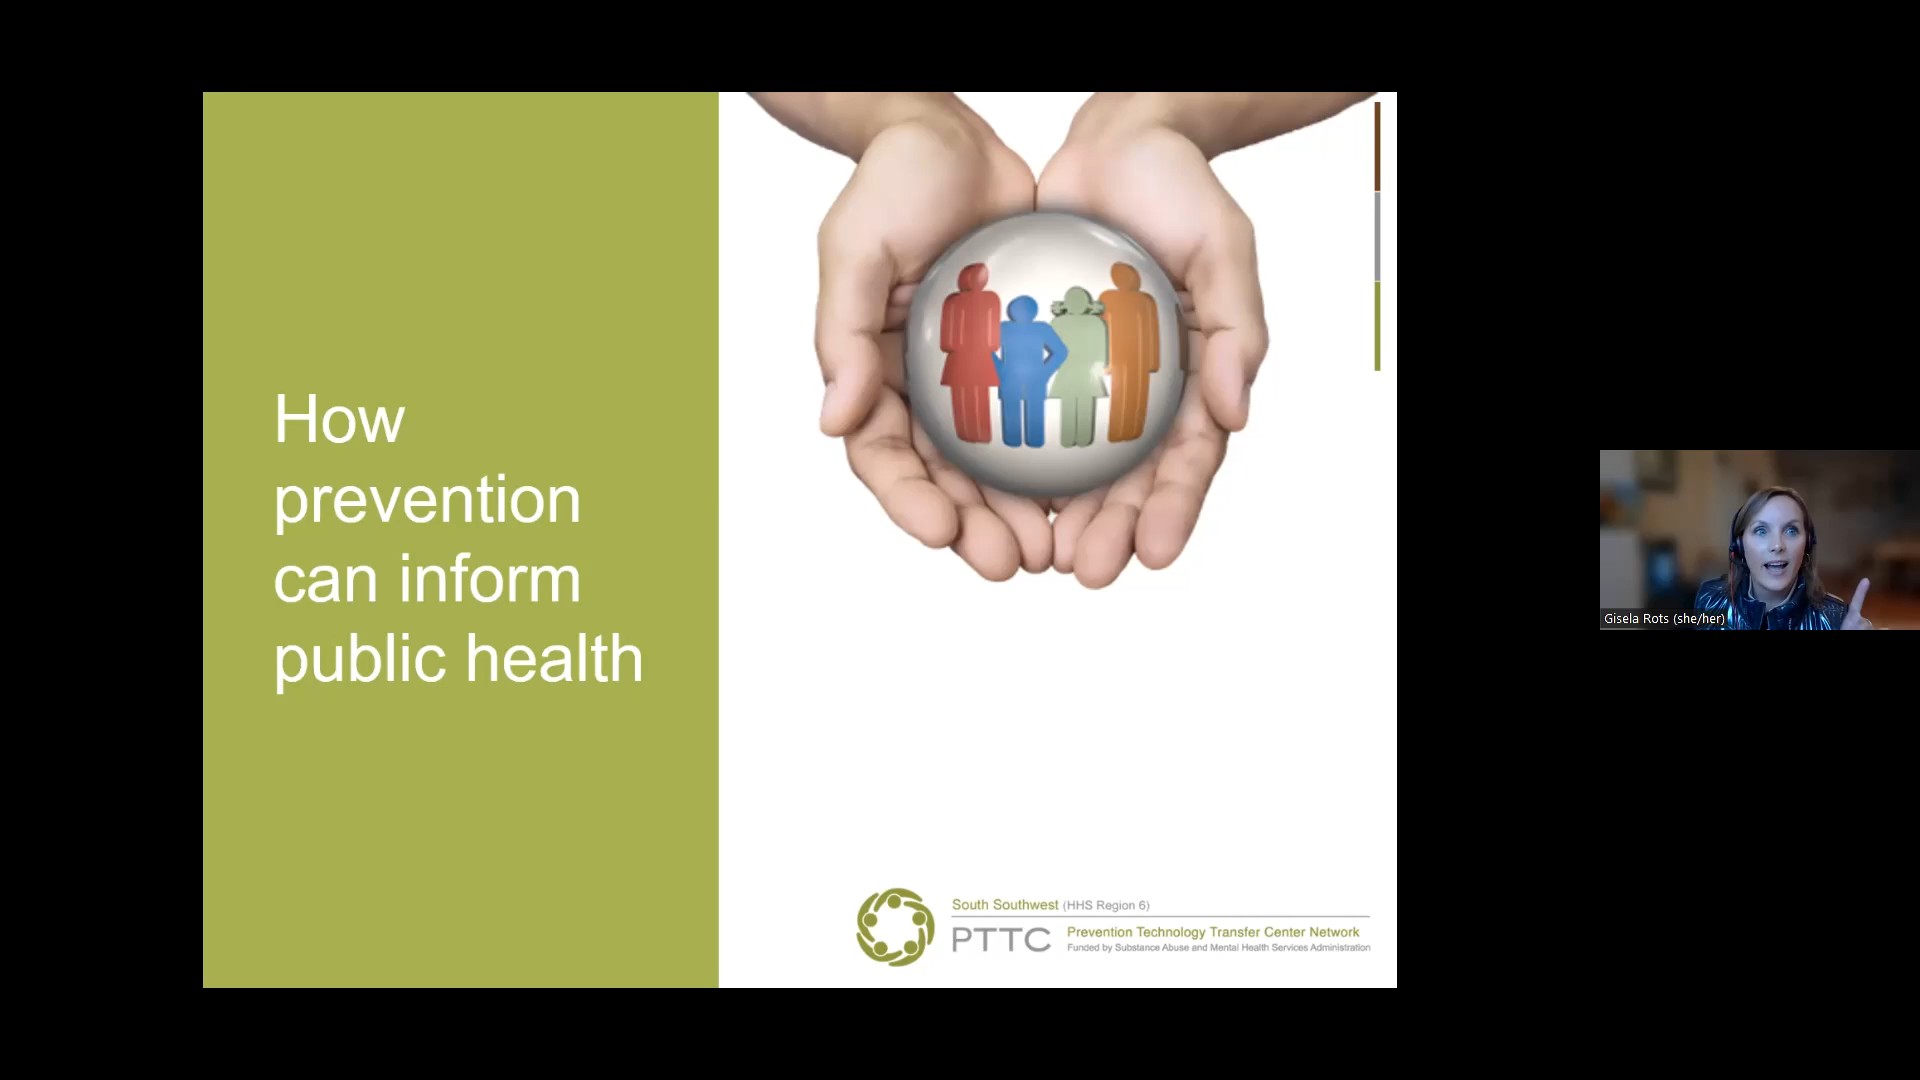 How
prevention
can inform
public health
South Southwest (HHS Region 6)
PTTC
Prevention Technology Transfer Center Network
Funded by Substance Abuse and Mental Health Services Administration
Gisela Rots (she/her)